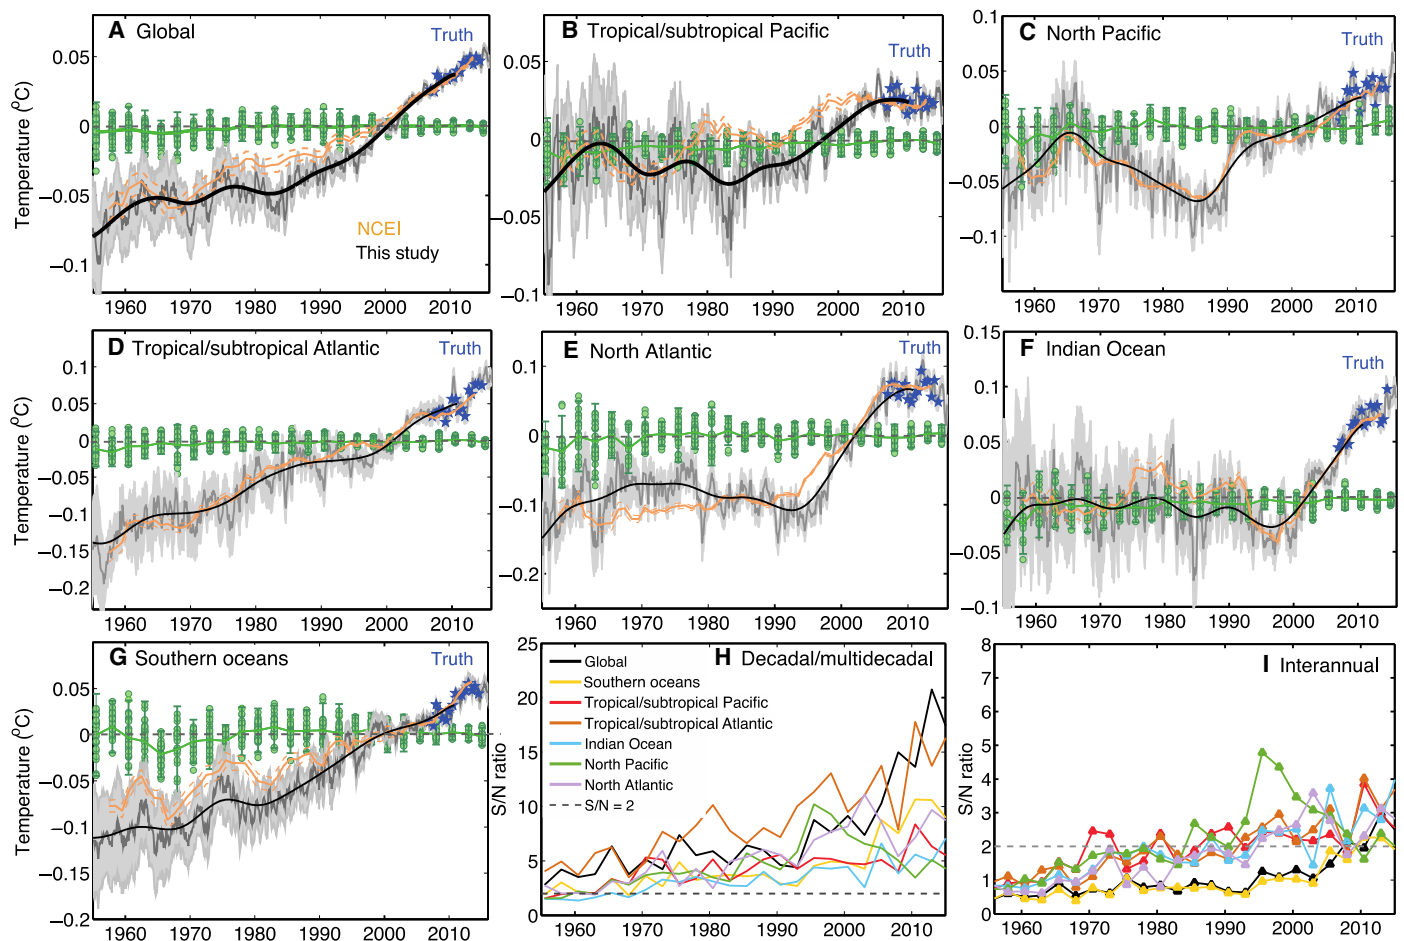 A Global
Truth
Temperature (⁰C)
0.05
0
−0.05
−0.1
NCEI
This study
1960 1970 1980 1990 2000 2010
B Tropical/subtropical Pacific
Truth
0.05
0
−0.05
−0.1
1960 1970 1980 1990 2000 2010
C North Pacific
Truth
0.1
0.05
0
−0.05
−0.1
1960 1970 1980 1990 2000 2010
D Tropical/subtropical Atlantic
Truth
Temperature (⁰C)
0.1
0.05
0
−0.05
−0.1
−0.15
−0.2
1960 1970 1980 1990 2000 2010
E North Atlantic
Truth
0.1
0
−0.1
−0.2
1960 1970 1980 1990 2000 2010
F Indian Ocean
Truth
0.15
0.1
0.05
0
−0.05
−0.1
1960 1970 1980 1990 2000 2010
G Southern oceans
Truth
Temperature (⁰C)
0.05
0
−0.05
−0.1
−0.15
−0.2
1960 1970 1980 1990 2000 2010
H Decadal/multidecadal
S/N ratio
25
20
15
10
5
0
Global
Southern oceans
Tropical/subtropical Pacific
Tropical/subtropical Atlantic
Indian Ocean
North Pacific
North Atlantic
S/N = 2
1960 1970 1980 1990 2000 2010
I Interannual
S/N ratio
8
7
6
5
4
3
2
1
0
1960 1970 1980 1990 2000 2010